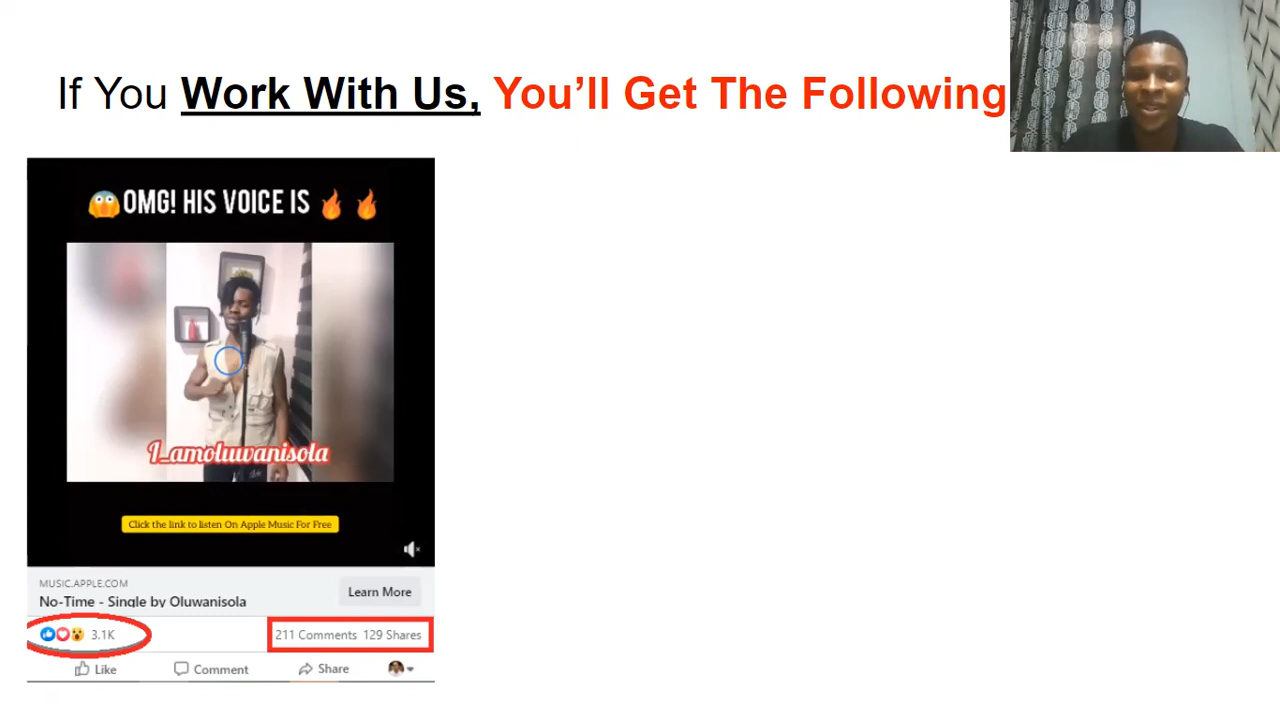 If You Work With Us, You’ll Get The Following
OMG! HIS VOICE IS
I_amoluwanisola
Click the link to listen On Apple Music For Free
MUSIC.APPLE.COM
No-Time - Single by Oluwanisola
Learn More
3.1K
211 Comments 129 Shares
Like
Comment
Share